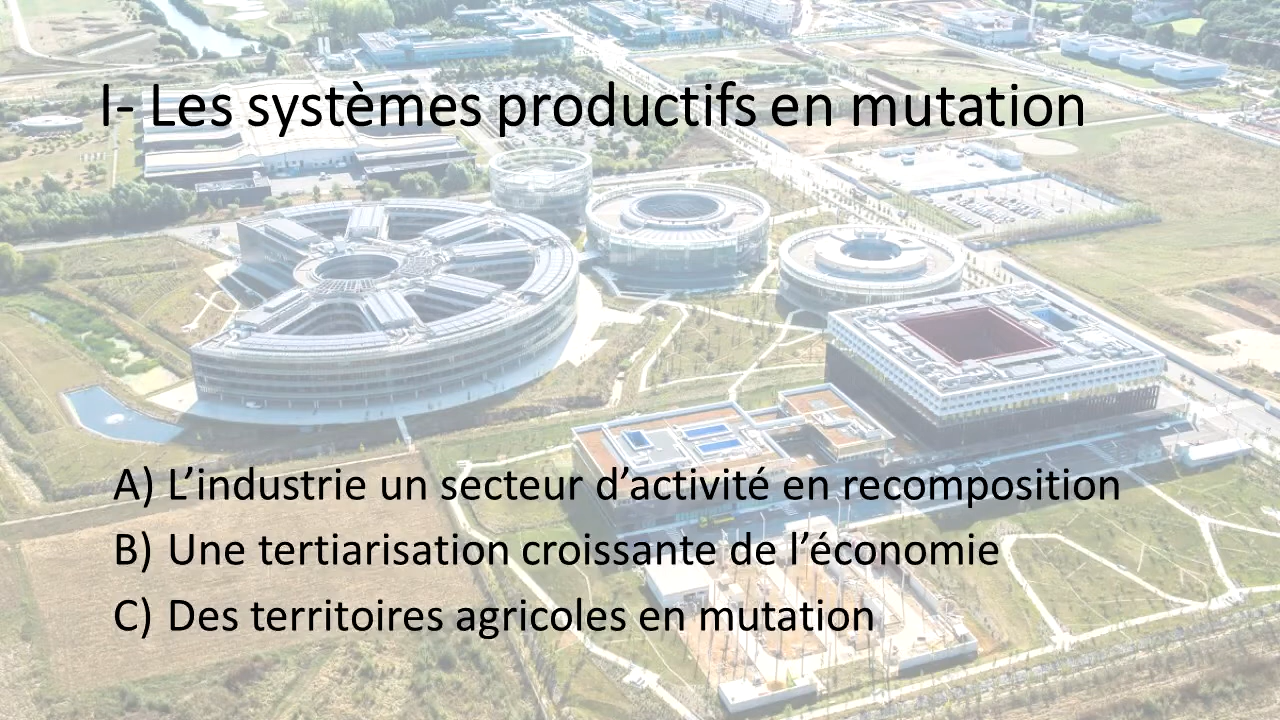 I- Les systèmes productifs en mutation
A) L’industrie un secteur d’activité en recomposition
B) Une tertiarisation croissante de l’économie
C) Des territoires agricoles en mutation